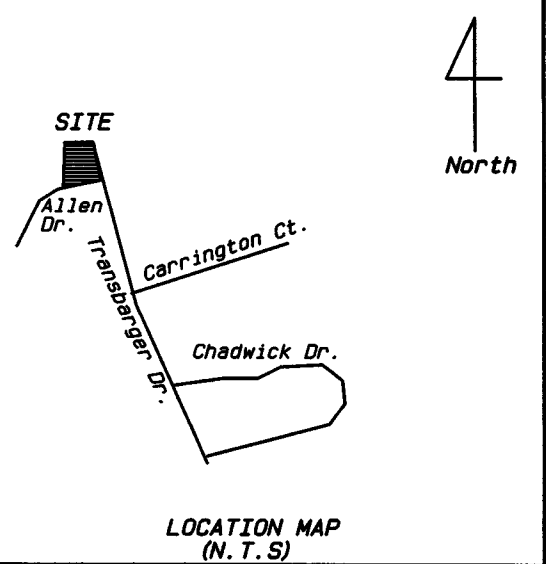 SITE
North
Allen
Dr.
Transbarger Dr.
Carrington Ct.
Chadwick Dr.
LOCATION MAP
(N.T.S)